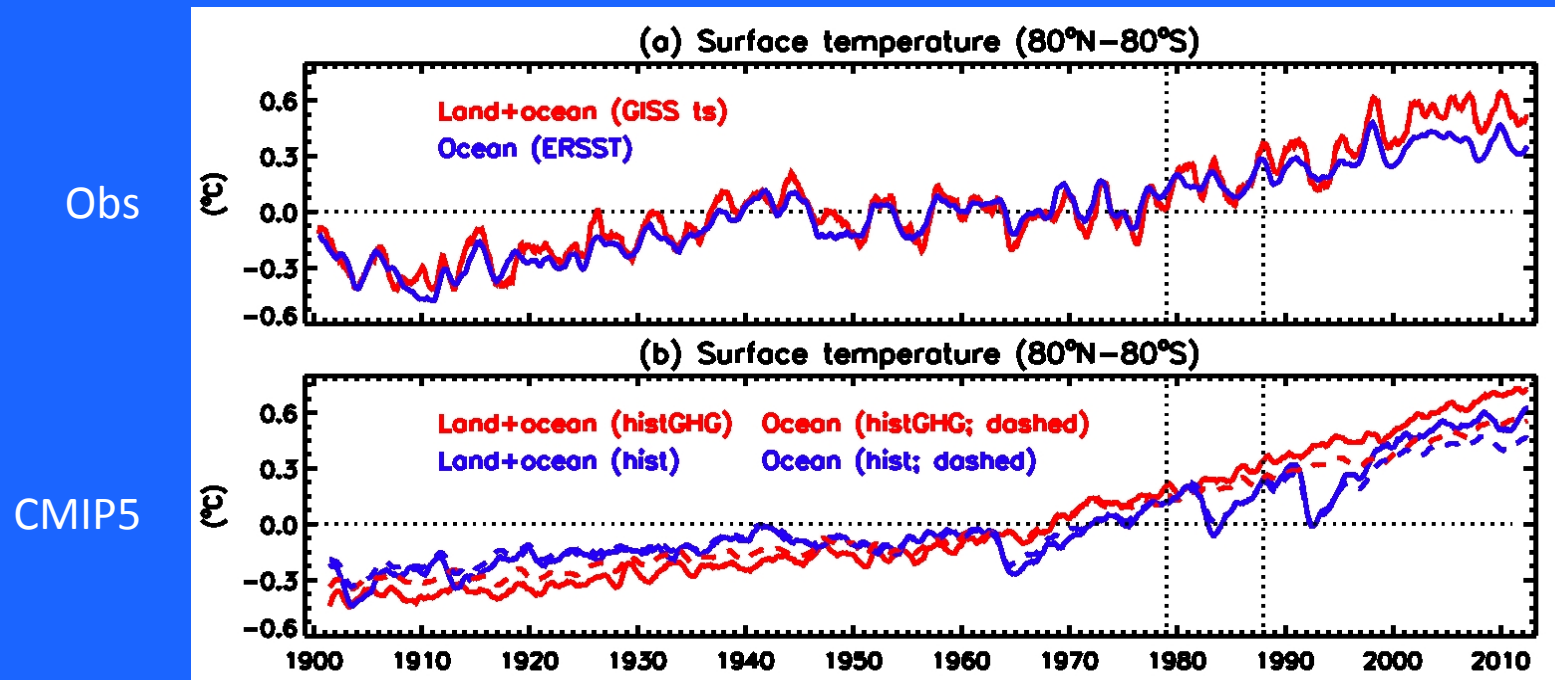 Obs
(a) Surface temperature (80°N–80°S)
Land+ocean (GISS ts)
Ocean (ERSST)
(°C)
0.6
0.3
0.0
−0.3
−0.6
CMIP5
(b) Surface temperature (80°N–80°S)
Land+ocean (histGHG) Ocean (histGHG; dashed)
Land+ocean (hist) Ocean (hist; dashed)
(°C)
0.6
0.3
0.0
−0.3
−0.6
1900 1910 1920 1930 1940 1950 1960 1970 1980 1990 2000 2010